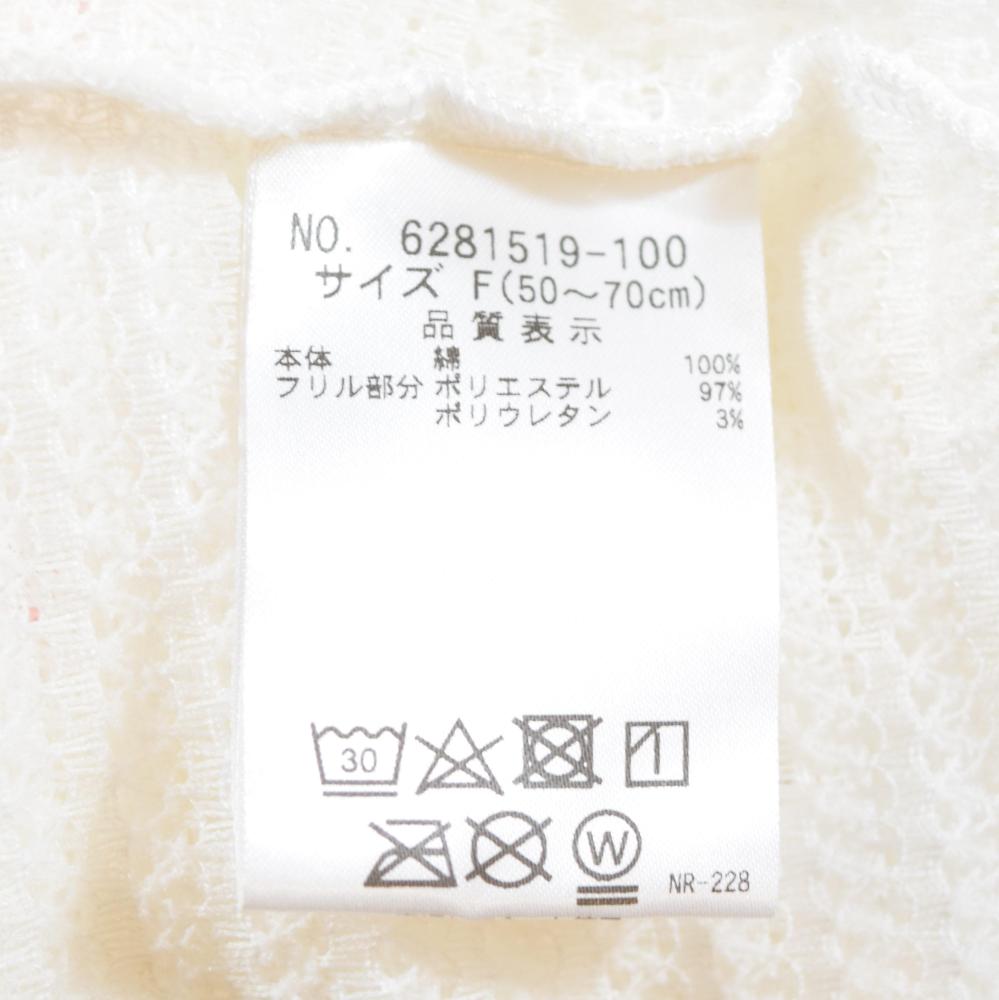 NO. 6281519-100
サイズ F(50～70cm)
品質表示
本体 綿 100%
フリル部分 ポリエステル 97%
ポリウレタン 3%
30
W
NR-228